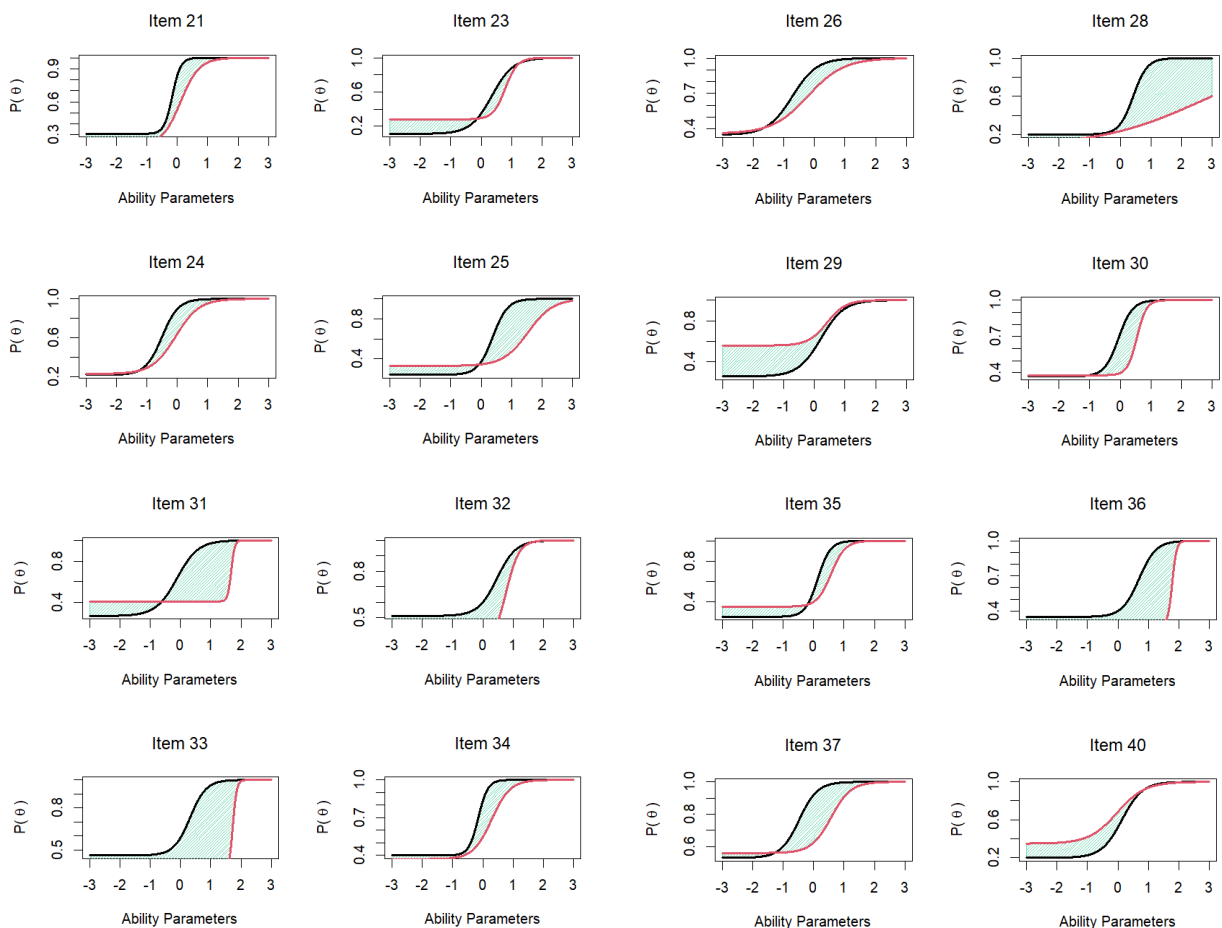 Item 21
P( θ )
0.3 0.5 0.7 0.9
-3 -2 -1 0 1 2 3
Ability Parameters
Item 23
P( θ )
0.2 0.6 1.0
-3 -2 -1 0 1 2 3
Ability Parameters
Item 26
P( θ )
0.4 0.7 1.0
-3 -2 -1 0 1 2 3
Ability Parameters
Item 28
P( θ )
0.2 0.6 1.0
-3 -2 -1 0 1 2 3
Ability Parameters
Item 24
P( θ )
0.2 0.6 1.0
-3 -2 -1 0 1 2 3
Ability Parameters
Item 25
P( θ )
0.4 0.8
-3 -2 -1 0 1 2 3
Ability Parameters
Item 29
P( θ )
0.4 0.8
-3 -2 -1 0 1 2 3
Ability Parameters
Item 30
P( θ )
0.4 0.7 1.0
-3 -2 -1 0 1 2 3
Ability Parameters
Item 31
P( θ )
0.4 0.8
-3 -2 -1 0 1 2 3
Ability Parameters
Item 32
P( θ )
0.5 0.8
-3 -2 -1 0 1 2 3
Ability Parameters
Item 35
P( θ )
0.4 0.8
-3 -2 -1 0 1 2 3
Ability Parameters
Item 36
P( θ )
0.4 0.7 1.0
-3 -2 -1 0 1 2 3
Ability Parameters
Item 33
P( θ )
0.5 0.8
-3 -2 -1 0 1 2 3
Ability Parameters
Item 34
P( θ )
0.4 0.7 1.0
-3 -2 -1 0 1 2 3
Ability Parameters
Item 37
P( θ )
0.6 0.8 1.0
-3 -2 -1 0 1 2 3
Ability Parameters
Item 40
P( θ )
0.2 0.6 1.0
-3 -2 -1 0 1 2 3
Ability Parameters